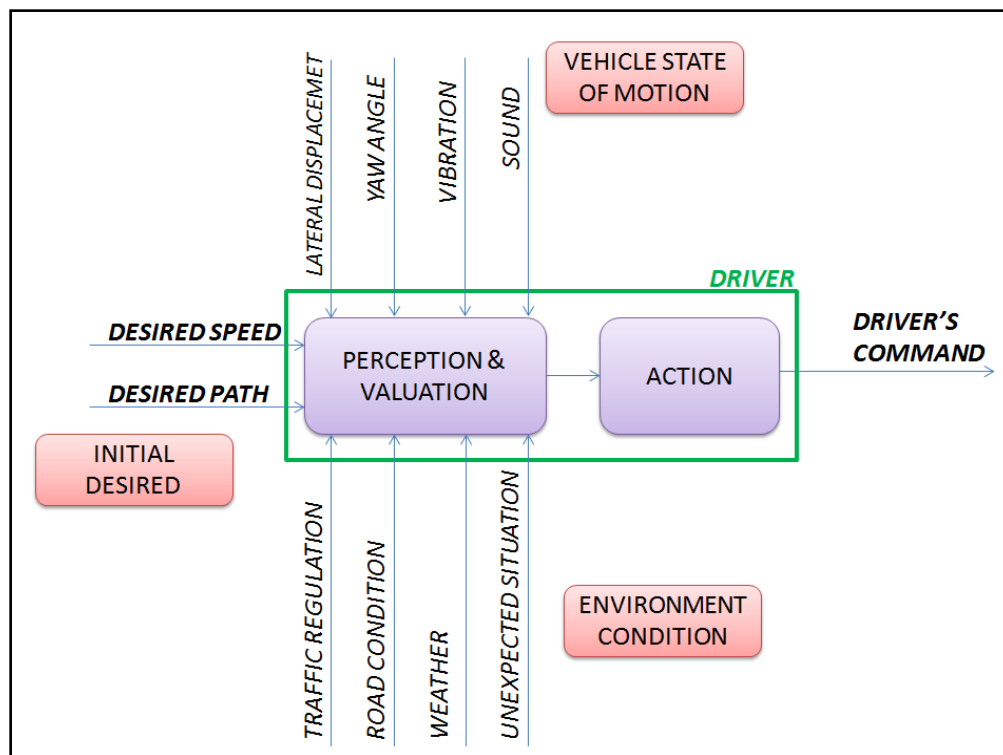 VEHICLE STATE
OF MOTION
LATERAL DISPLACEMET
YAW ANGLE
VIBRATION
SOUND
DRIVER
DESIRED SPEED
DESIRED PATH
PERCEPTION &
VALUATION
ACTION
DRIVER'S
COMMAND
INITIAL
DESIRED
TRAFFIC REGULATION
ROAD CONDITION
WEATHER
UNEXPECTED SITUATION
ENVIRONMENT
CONDITION